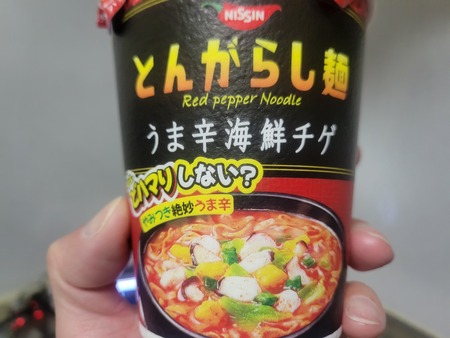 NISSIN
とんがらし麺
Red pepper Noodle
うま辛海鮮チゲ
ハマりしない?
やみつき絶妙うま辛